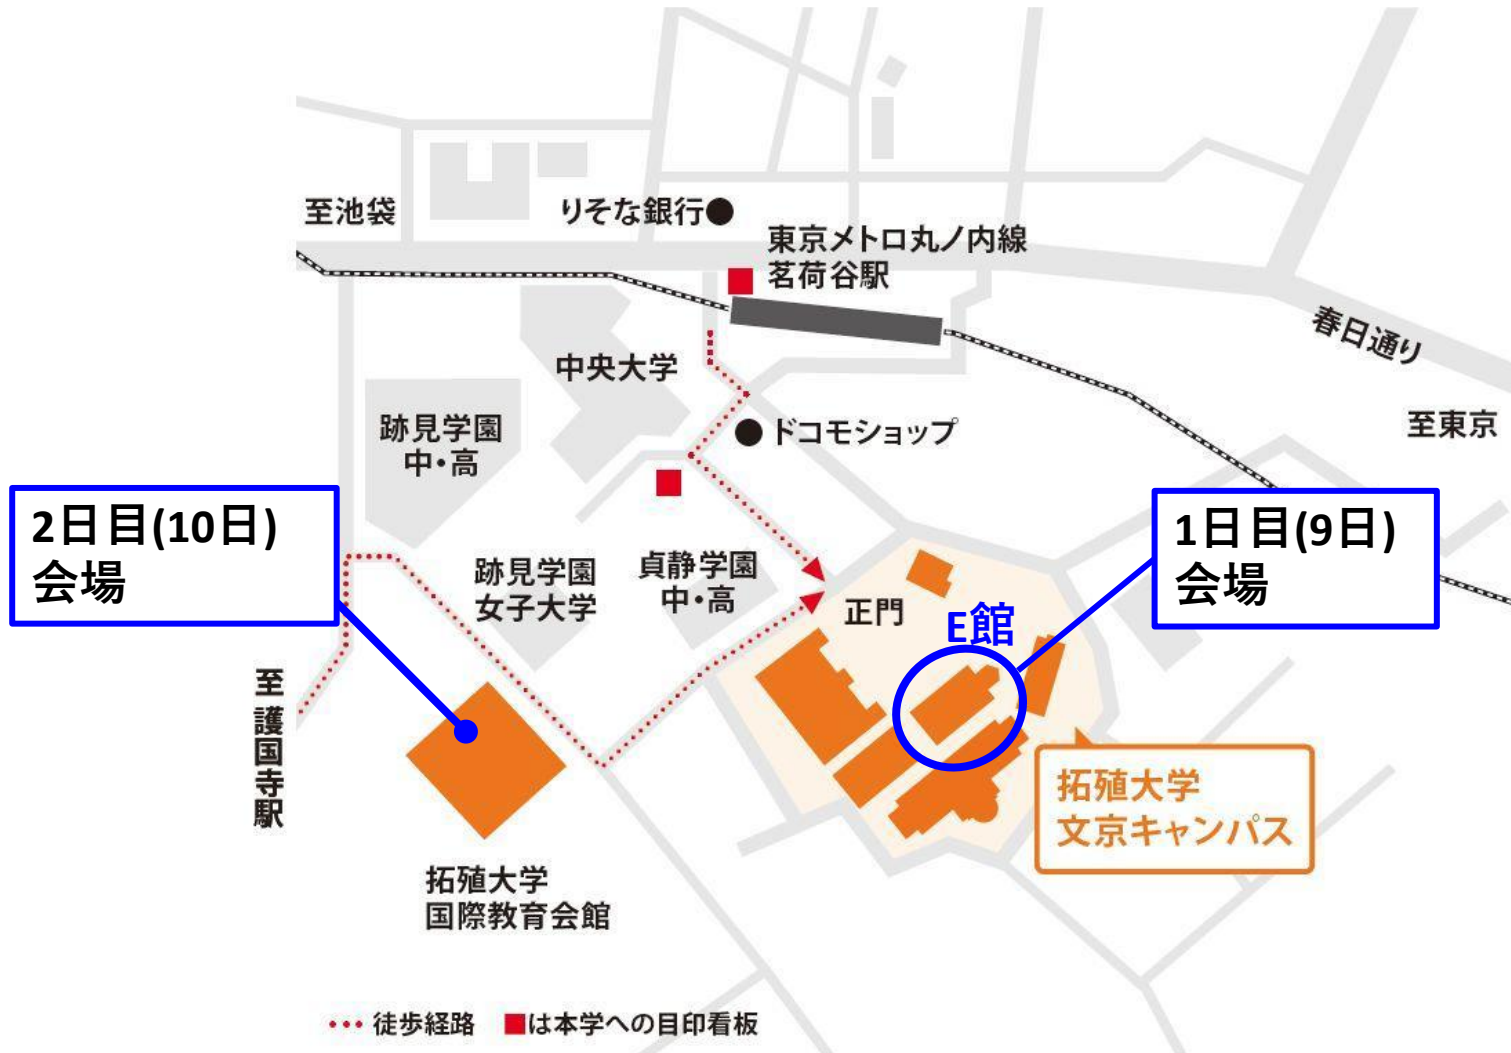 至池袋
りそな銀行
東京メトロ丸ノ内線
茗荷谷駅
春日通り
中央大学
至東京
跡見学園
中・高
ドコモショップ
2日目(10日)
会場
1日目(9日)
会場
跡見学園
女子大学
貞静学園
中・高
正門
E館
至護国寺駅
拓殖大学
文京キャンパス
拓殖大学
国際教育会館
徒歩経路
は本学への目印看板